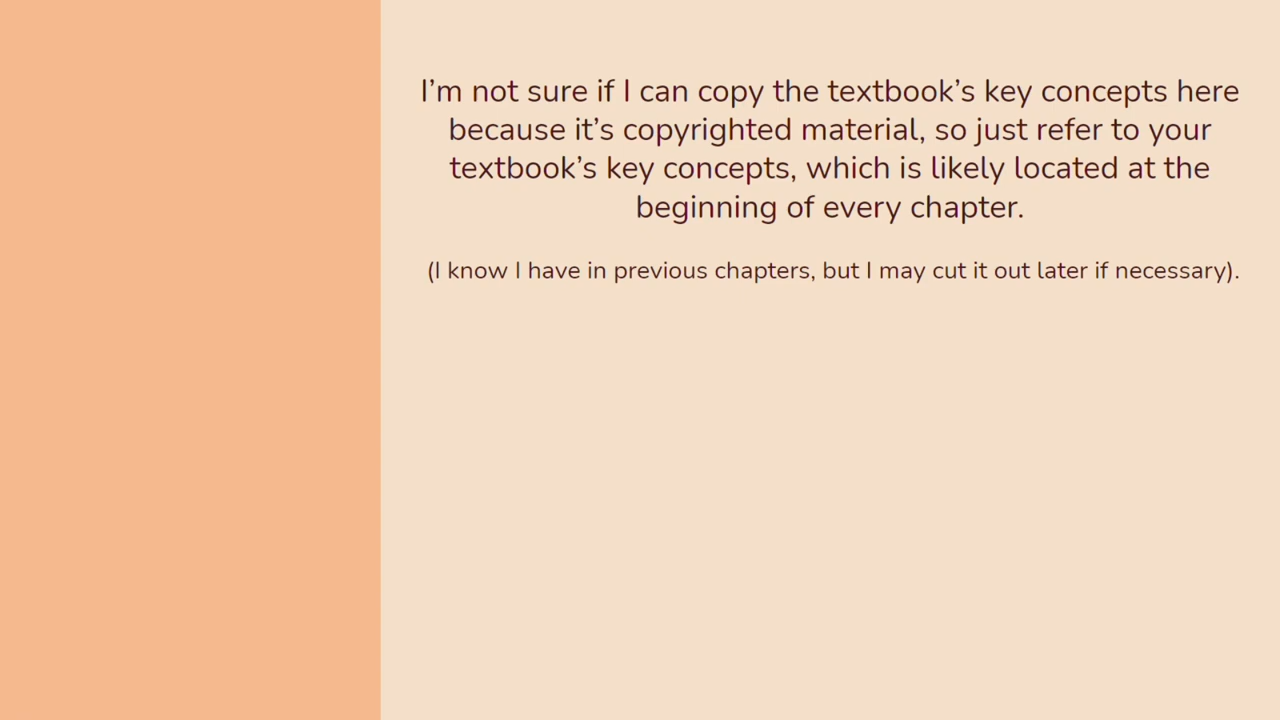 I’m not sure if I can copy the textbook’s key concepts here
because it’s copyrighted material, so just refer to your
textbook’s key concepts, which is likely located at the
beginning of every chapter.
(I know I have in previous chapters, but I may cut it out later if necessary).